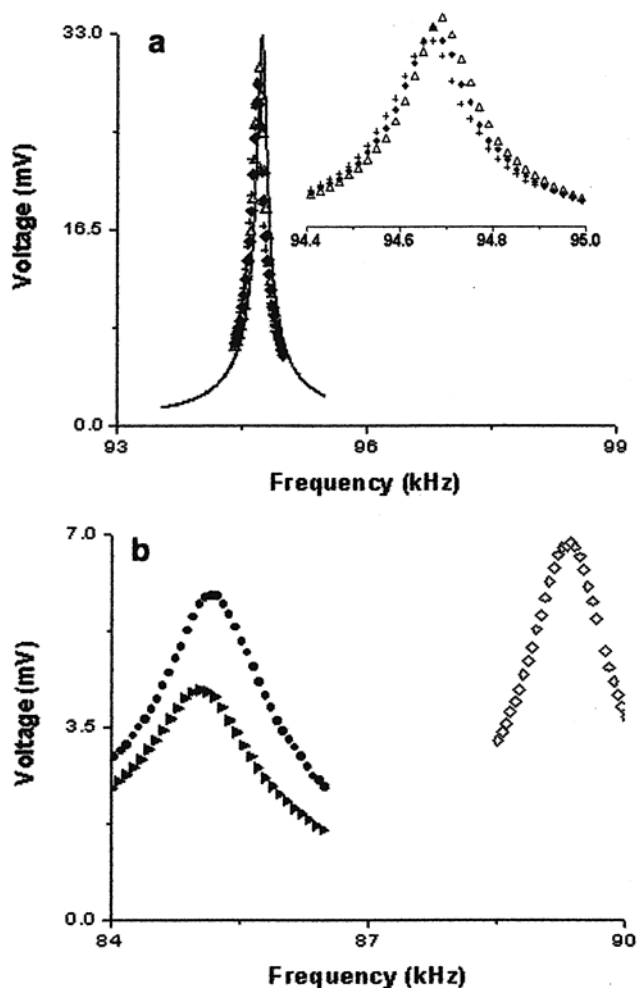 33.0
a
16.5
0.0
Voltage (mV)
94.4
94.6
94.8
95.0
93
96
99
Frequency (kHz)
7.0
b
3.5
0.0
Voltage (mV)
84
87
90
Frequency (kHz)